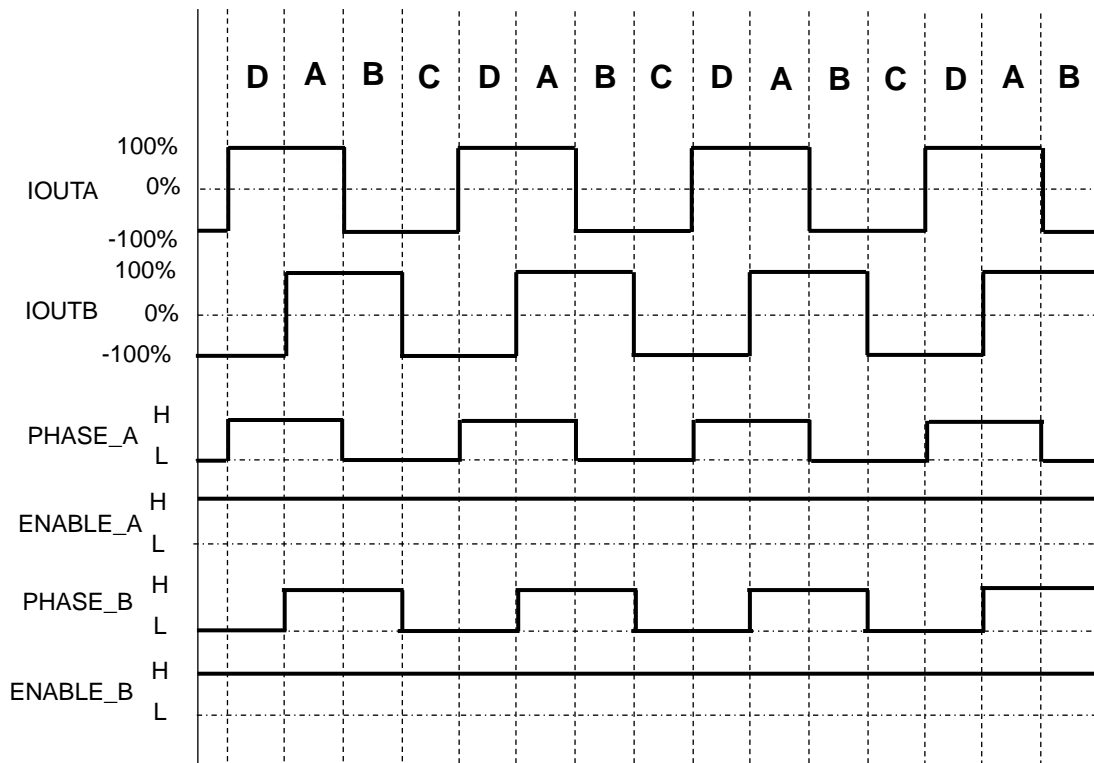 D A B C D A B C D A B C D A B
100%
IOUTA 0%
-100%
100%
IOUTB 0%
-100%
H
PHASE_A
L
H
ENABLE_A
L
H
PHASE_B
L
H
ENABLE_B
L